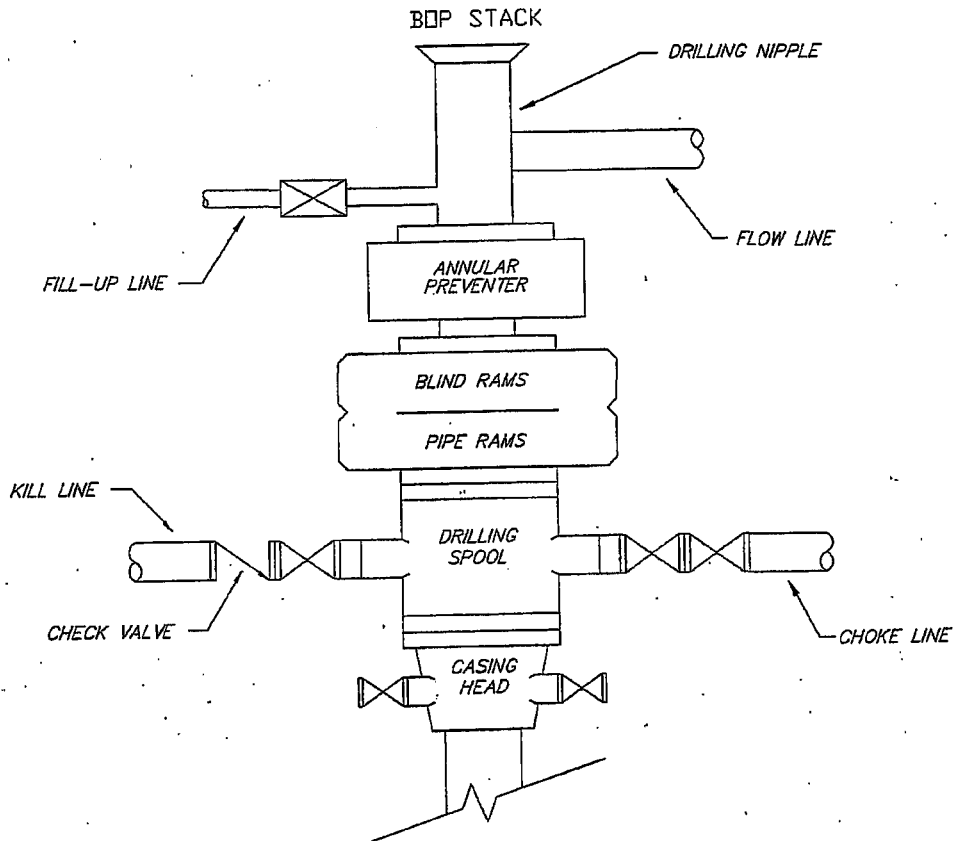 BOP STACK
DRILLING NIPPLE
FLOW LINE
FILL-UP LINE
ANNULAR
PREVENTER
BLIND RAMS
PIPE RAMS
KILL LINE
DRILLING
SPOOL
CHECK VALVE
CHOKE LINE
CASING
HEAD